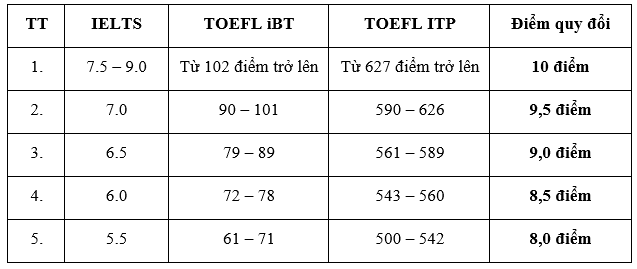 TT IELTS TOEFL iBT TOEFL ITP Điểm quy đổi
1. 7.5 – 9.0 Từ 102 điểm trở lên Từ 627 điểm trở lên 10 điểm
2. 7.0 90 – 101 590 – 626 9,5 điểm
3. 6.5 79 – 89 561 – 589 9,0 điểm
4. 6.0 72 – 78 543 – 560 8,5 điểm
5. 5.5 61 – 71 500 – 542 8,0 điểm